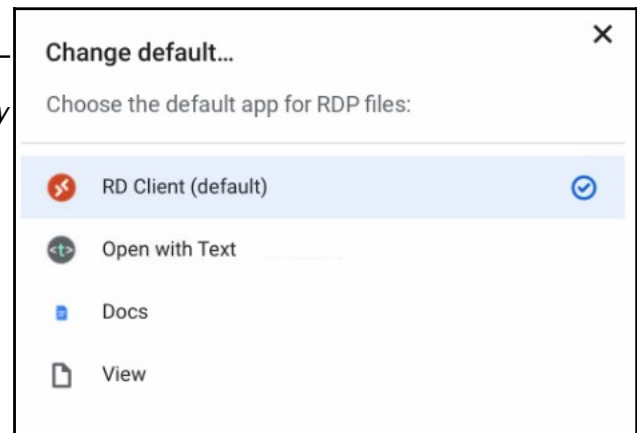 Change default...
Choose the default app for RDP files:
RD Client (default)
<t>
Open with Text
Docs
View